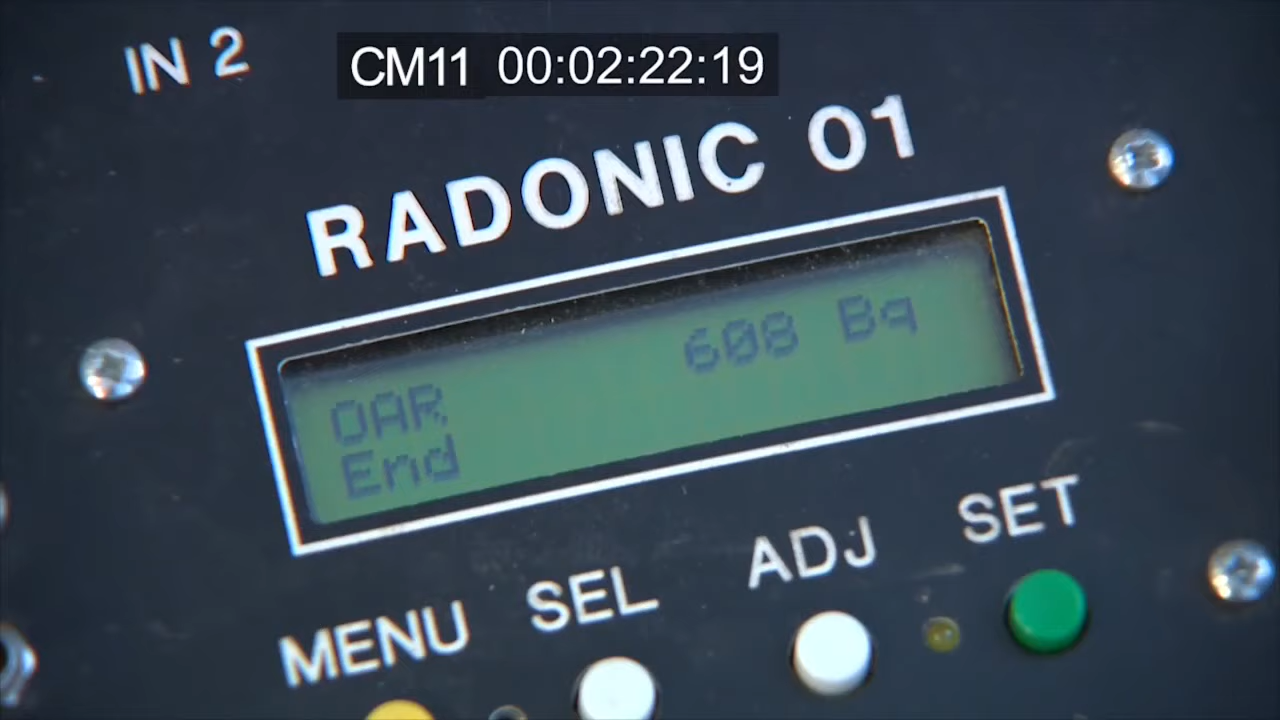 IN 2
CM11 00:02:22:19
RADONIC 01
OAR 608 Bq
End
MENU SEL ADJ SET